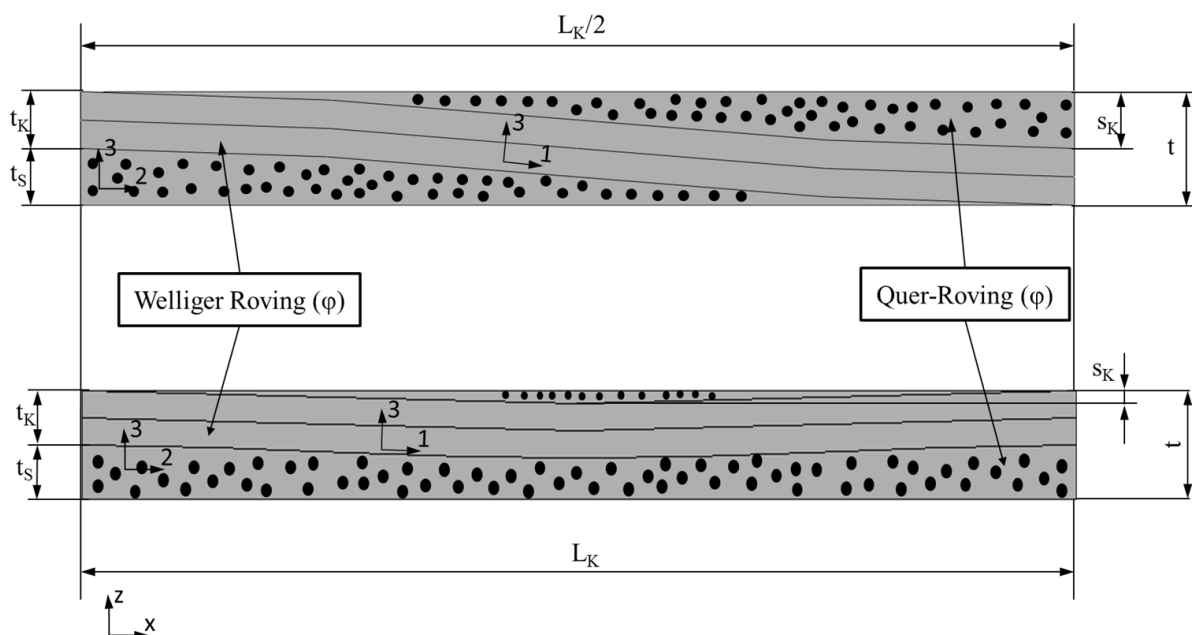 L_K/2
t_K
3
1
s_K
t
t_S
3
2
Welliger Roving (φ)
Quer-Roving (φ)
s_K
t_K
3
1
t
t_S
3
2
L_K
z
x